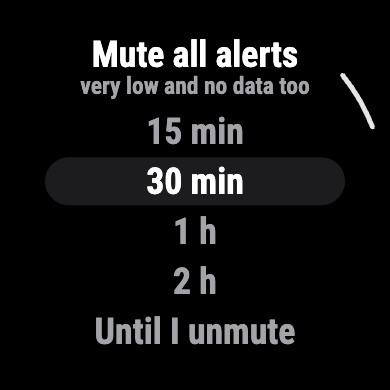 Mute all alerts
very low and no data too
15 min
30 min
1 h
2 h
Until I unmute